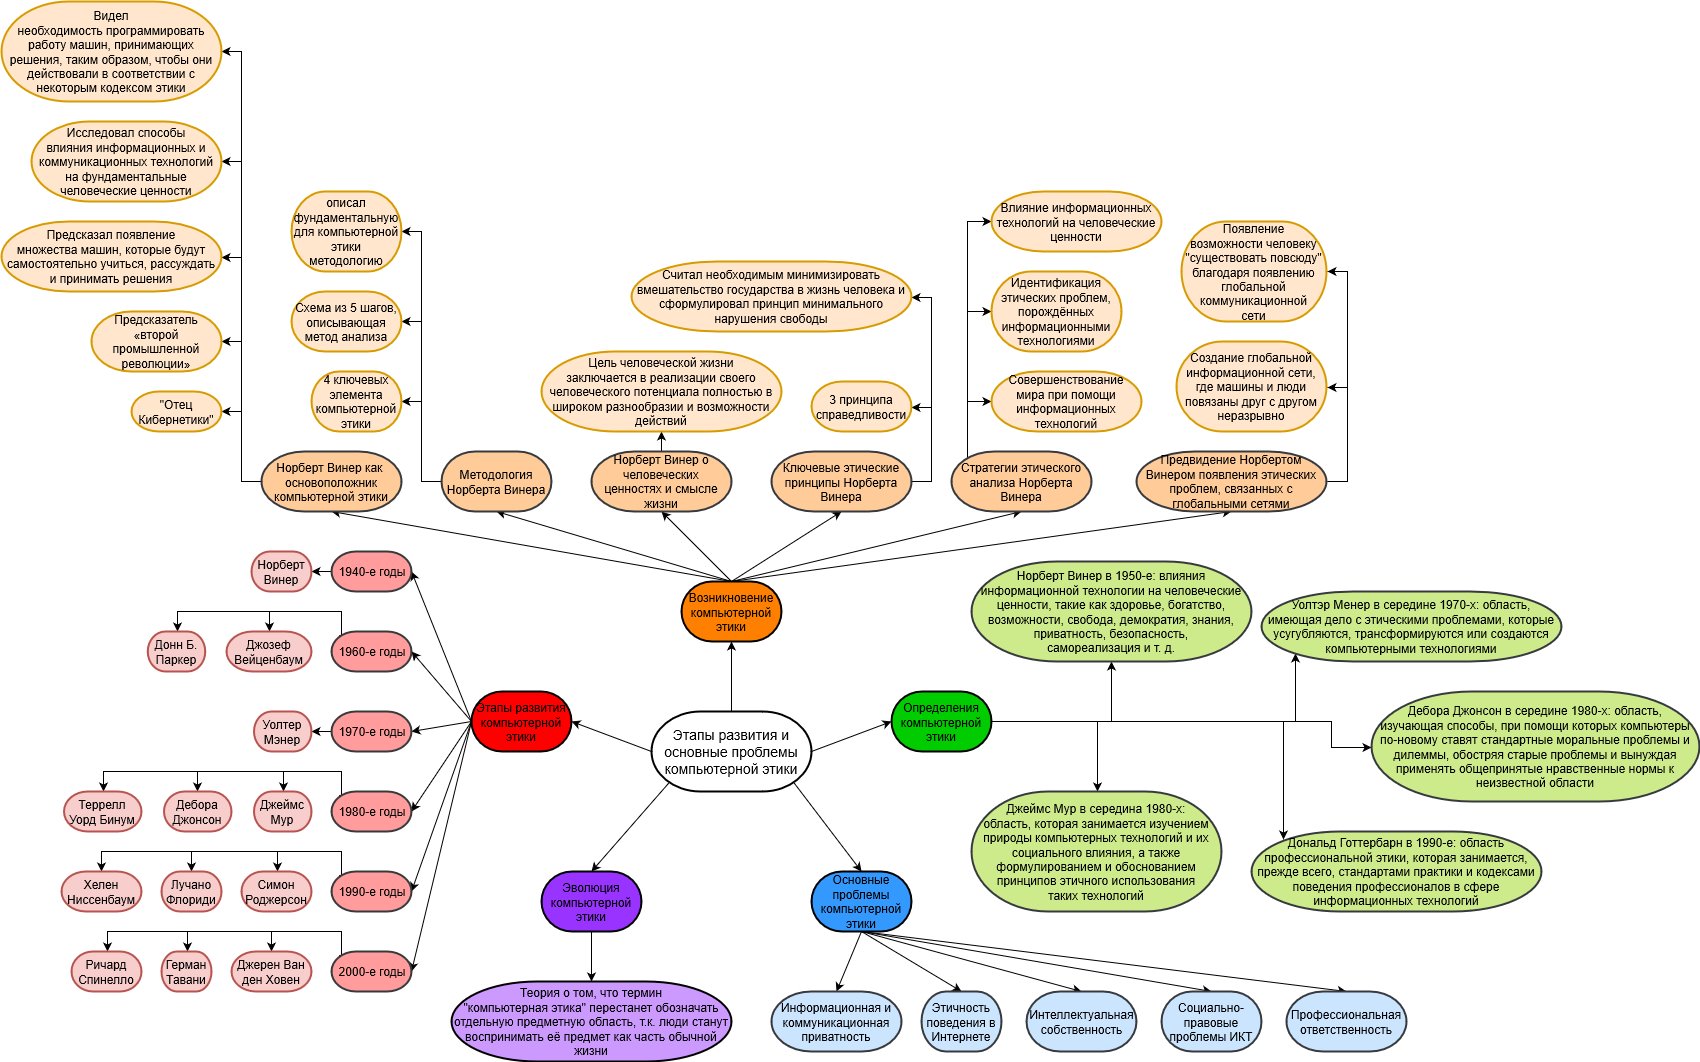 Видел
необходимость программировать
работу машин, принимающих
решения, таким образом, чтобы они
действовали в соответствии с
некоторым кодексом этики
Исследовал способы
влияния информационных и
коммуникационных технологий
на фундаментальные
человеческие ценности
Предсказал появление
множества машин, которые будут
самостоятельно учиться, рассуждать
и принимать решения
Предсказатель
«второй
промышленной
революции»
"Отец
Кибернетики"
описал
фундаментальную
для компьютерной
этики
методологию
Схема из 5 шагов,
описывающая
метод анализа
4 ключевых
элемента
компьютерной
этики
Считал необходимым минимизировать
вмешательство государства в жизнь человека и
сформулировал принцип минимального
нарушения свободы
Цель человеческой жизни
заключается в реализации своего
человеческого потенциала полностью в
широком разнообразии и возможности
действий
3 принципа
справедливости
Влияние информационных
технологий на человеческие
ценности
Идентификация
этических проблем,
порождённых
информационными
технологиями
Совершенствование
мира при помощи
информационных
технологий
Появление
возможности человеку
"существовать повсюду"
благодаря появлению
глобальной
коммуникационной
сети
Создание глобальной
информационной сети,
где машины и люди
повязаны друг с другом
неразрывно
Норберт Винер как
основоположник
компьютерной этики
Методология
Норберта Винера
Норберт Винер о
человеческих
ценностях и смысле
жизни
Ключевые этические
принципы Норберта
Винера
Стратегии этического
анализа Норберта
Винера
Предвидение Норбертом
Винером появления этических
проблем, связанных с
глобальными сетями
Возникновение
компьютерной
этики
Норберт
Винер
1940-е годы
Донн Б.
Паркер
Джозеф
Вейценбаум
1960-е годы
Уолтер
Мэнер
1970-е годы
Террелл
Уорд Бинум
Дебора
Джонсон
Джеймс
Мур
1980-е годы
Хелен
Ниссенбаум
Лучано
Флориди
Симон
Роджерсон
1990-е годы
Ричард
Спинелло
Герман
Тавани
Джерен Ван
ден Ховен
2000-е годы
Этапы развития
компьютерной
этики
Этапы развития и
основные проблемы
компьютерной этики
Определения
компьютерной
этики
Норберт Винер в 1950-е: влияния
информационной технологии на человеческие
ценности, такие как здоровье, богатство,
возможности, свобода, демократия, знания,
приватность, безопасность,
самореализация и т. д.
Уолтэр Менер в середине 1970-х: область,
имеющая дело с этическими проблемами, которые
усугубляются, трансформируются или создаются
компьютерными технологиями
Дебора Джонсон в середине 1980-х: область,
изучающая способы, при помощи которых компьютеры
по-новому ставят стандартные моральные проблемы и
дилеммы, обостряя старые проблемы и вынуждая
применять общепринятые нравственные нормы к
неизвестной области
Джеймс Мур в середина 1980-х:
область, которая занимается изучением
природы компьютерных технологий и их
социального влияния, а также
формулированием и обоснованием
принципов этичного использования
таких технологий
Дональд Готтербарн в 1990-е: область
профессиональной этики, которая занимается,
прежде всего, стандартами практики и кодексами
поведения профессионалов в сфере
информационных технологий
Эволюция
компьютерной
этики
Теория о том, что термин
"компьютерная этика" перестанет обозначать
отдельную предметную область, т.к. люди станут
воспринимать её предмет как часть обычной
жизни
Основные
проблемы
компьютерной
этики
Информационная и
коммуникационная
приватность
Этичность
поведения в
Интернете
Интеллектуальная
собственность
Социально-
правовые
проблемы ИКТ
Профессиональная
ответственность